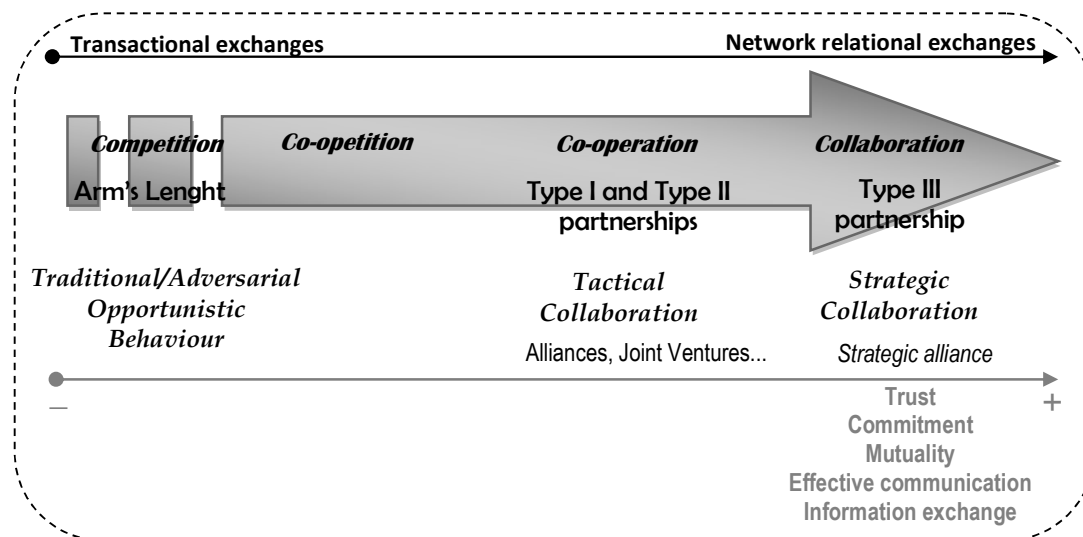 Transactional exchanges
Network relational exchanges
Competition
Co-opetition
Co-operation
Collaboration
Arm's Lenght
Type I and Type II
partnerships
Type III
partnership
Traditional/Adversarial
Opportunistic
Behaviour
Tactical
Collaboration
Strategic
Collaboration
Alliances, Joint Ventures...
Strategic alliance
–
+
Trust
Commitment
Mutuality
Effective communication
Information exchange